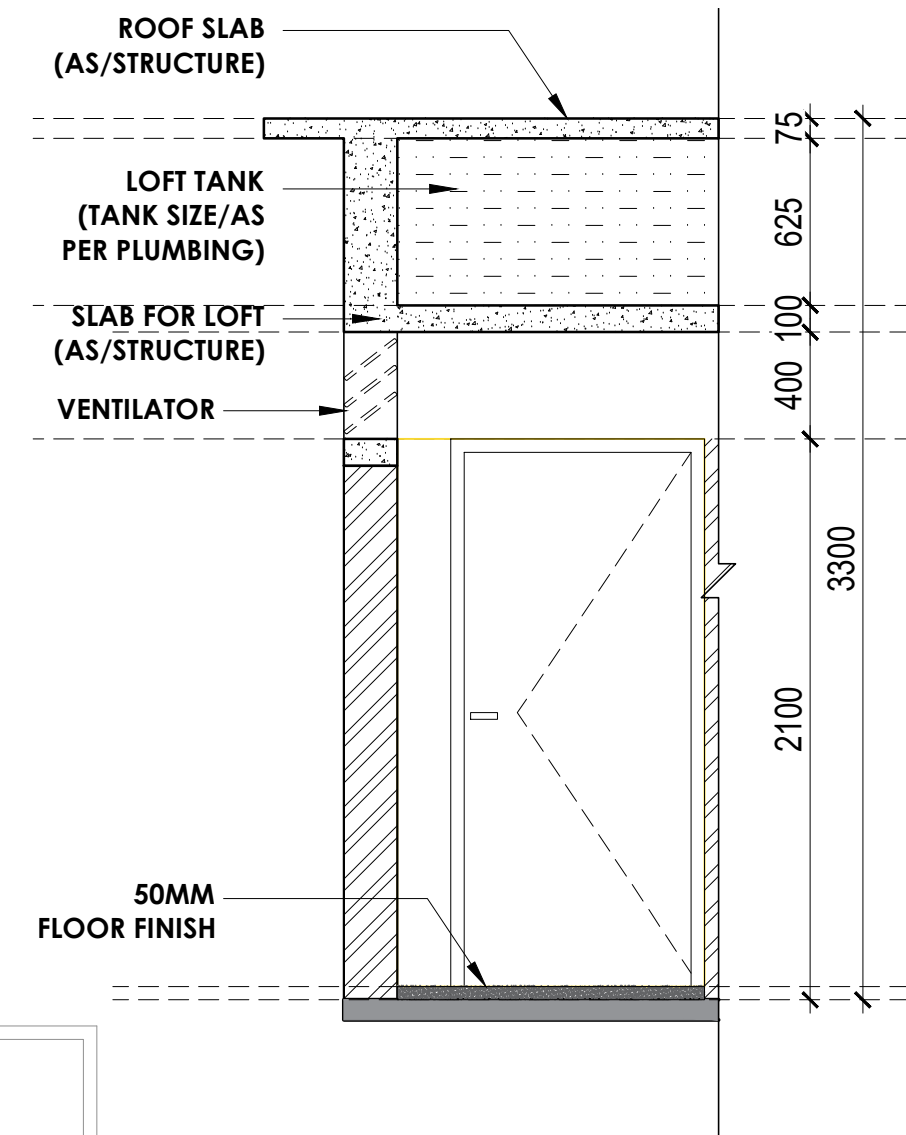 ROOF SLAB
(AS/STRUCTURE)
LOFT TANK
(TANK SIZE/AS
PER PLUMBING)
SLAB FOR LOFT
(AS/STRUCTURE)
VENTILATOR
50MM
FLOOR FINISH
75
625
100
400
2100
3300